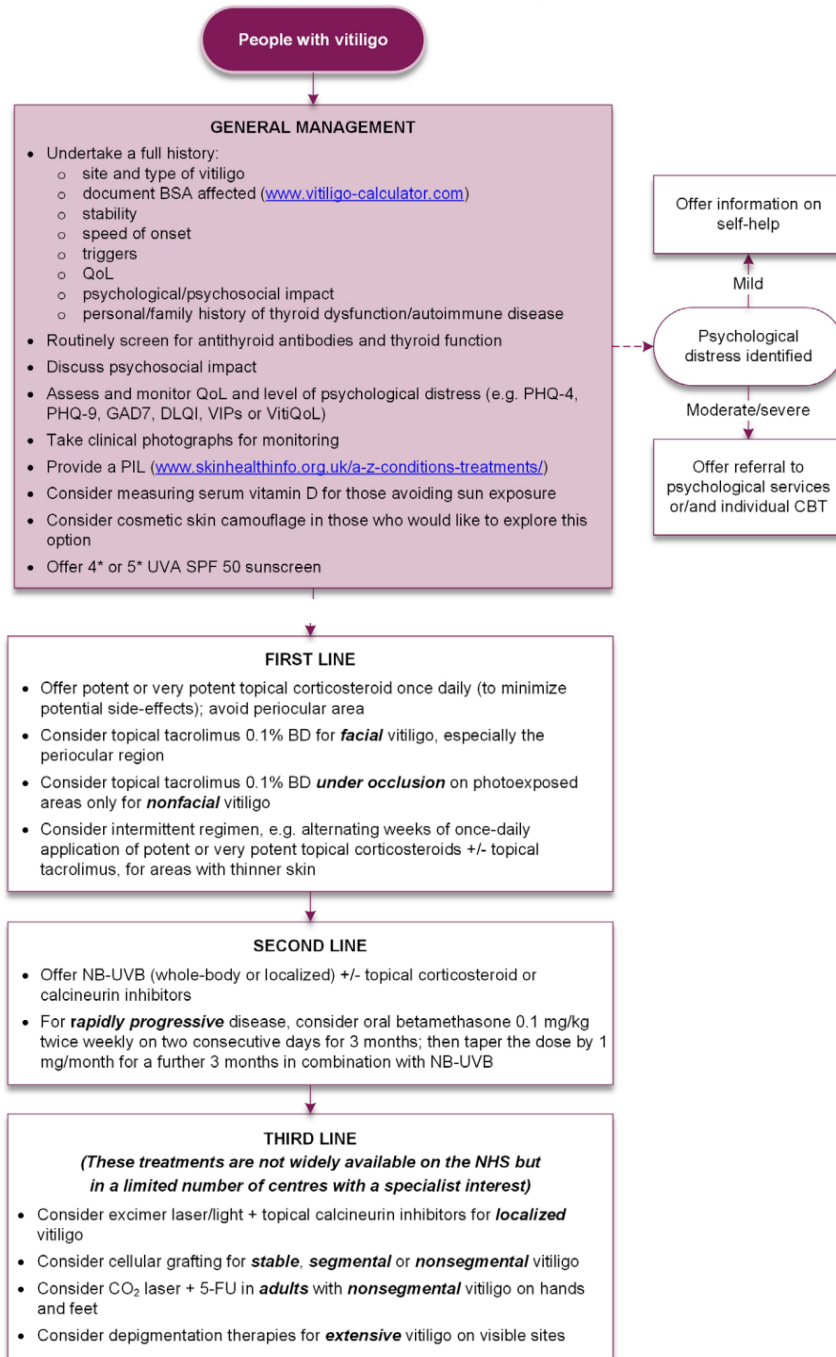 People with vitiligo
GENERAL MANAGEMENT
• Undertake a full history:
o site and type of vitiligo
o document BSA affected (www.vitiligo-calculator.com)
o stability
o speed of onset
o triggers
o QoL
o psychological/psychosocial impact
o personal/family history of thyroid dysfunction/autoimmune disease
• Routinely screen for antithyroid antibodies and thyroid function
• Discuss psychosocial impact
• Assess and monitor QoL and level of psychological distress (e.g. PHQ-4,
PHQ-9, GAD7, DLQI, VIPs or VitiQoL)
• Take clinical photographs for monitoring
• Provide a PIL (www.skinhealthinfo.org.uk/a-z-conditions-treatments/)
• Consider measuring serum vitamin D for those avoiding sun exposure
• Consider cosmetic skin camouflage in those who would like to explore this
option
• Offer 4* or 5* UVA SPF 50 sunscreen
Offer information on
self-help
Mild
Psychological
distress identified
Moderate/severe
Offer referral to
psychological services
or/and individual CBT
FIRST LINE
• Offer potent or very potent topical corticosteroid once daily (to minimize
potential side-effects); avoid periocular area
• Consider topical tacrolimus 0.1% BD for facial vitiligo, especially the
periocular region
• Consider topical tacrolimus 0.1% BD under occlusion on photoexposed
areas only for nonfacial vitiligo
• Consider intermittent regimen, e.g. alternating weeks of once-daily
application of potent or very potent topical corticosteroids +/- topical
tacrolimus, for areas with thinner skin
SECOND LINE
• Offer NB-UVB (whole-body or localized) +/- topical corticosteroid or
calcineurin inhibitors
• For rapidly progressive disease, consider oral betamethasone 0.1 mg/kg
twice weekly on two consecutive days for 3 months; then taper the dose by 1
mg/month for a further 3 months in combination with NB-UVB
THIRD LINE
(These treatments are not widely available on the NHS but
in a limited number of centres with a specialist interest)
• Consider excimer laser/light + topical calcineurin inhibitors for localized
vitiligo
• Consider cellular grafting for stable, segmental or nonsegmental vitiligo
• Consider CO₂ laser + 5-FU in adults with nonsegmental vitiligo on hands
and feet
• Consider depigmentation therapies for extensive vitiligo on visible sites